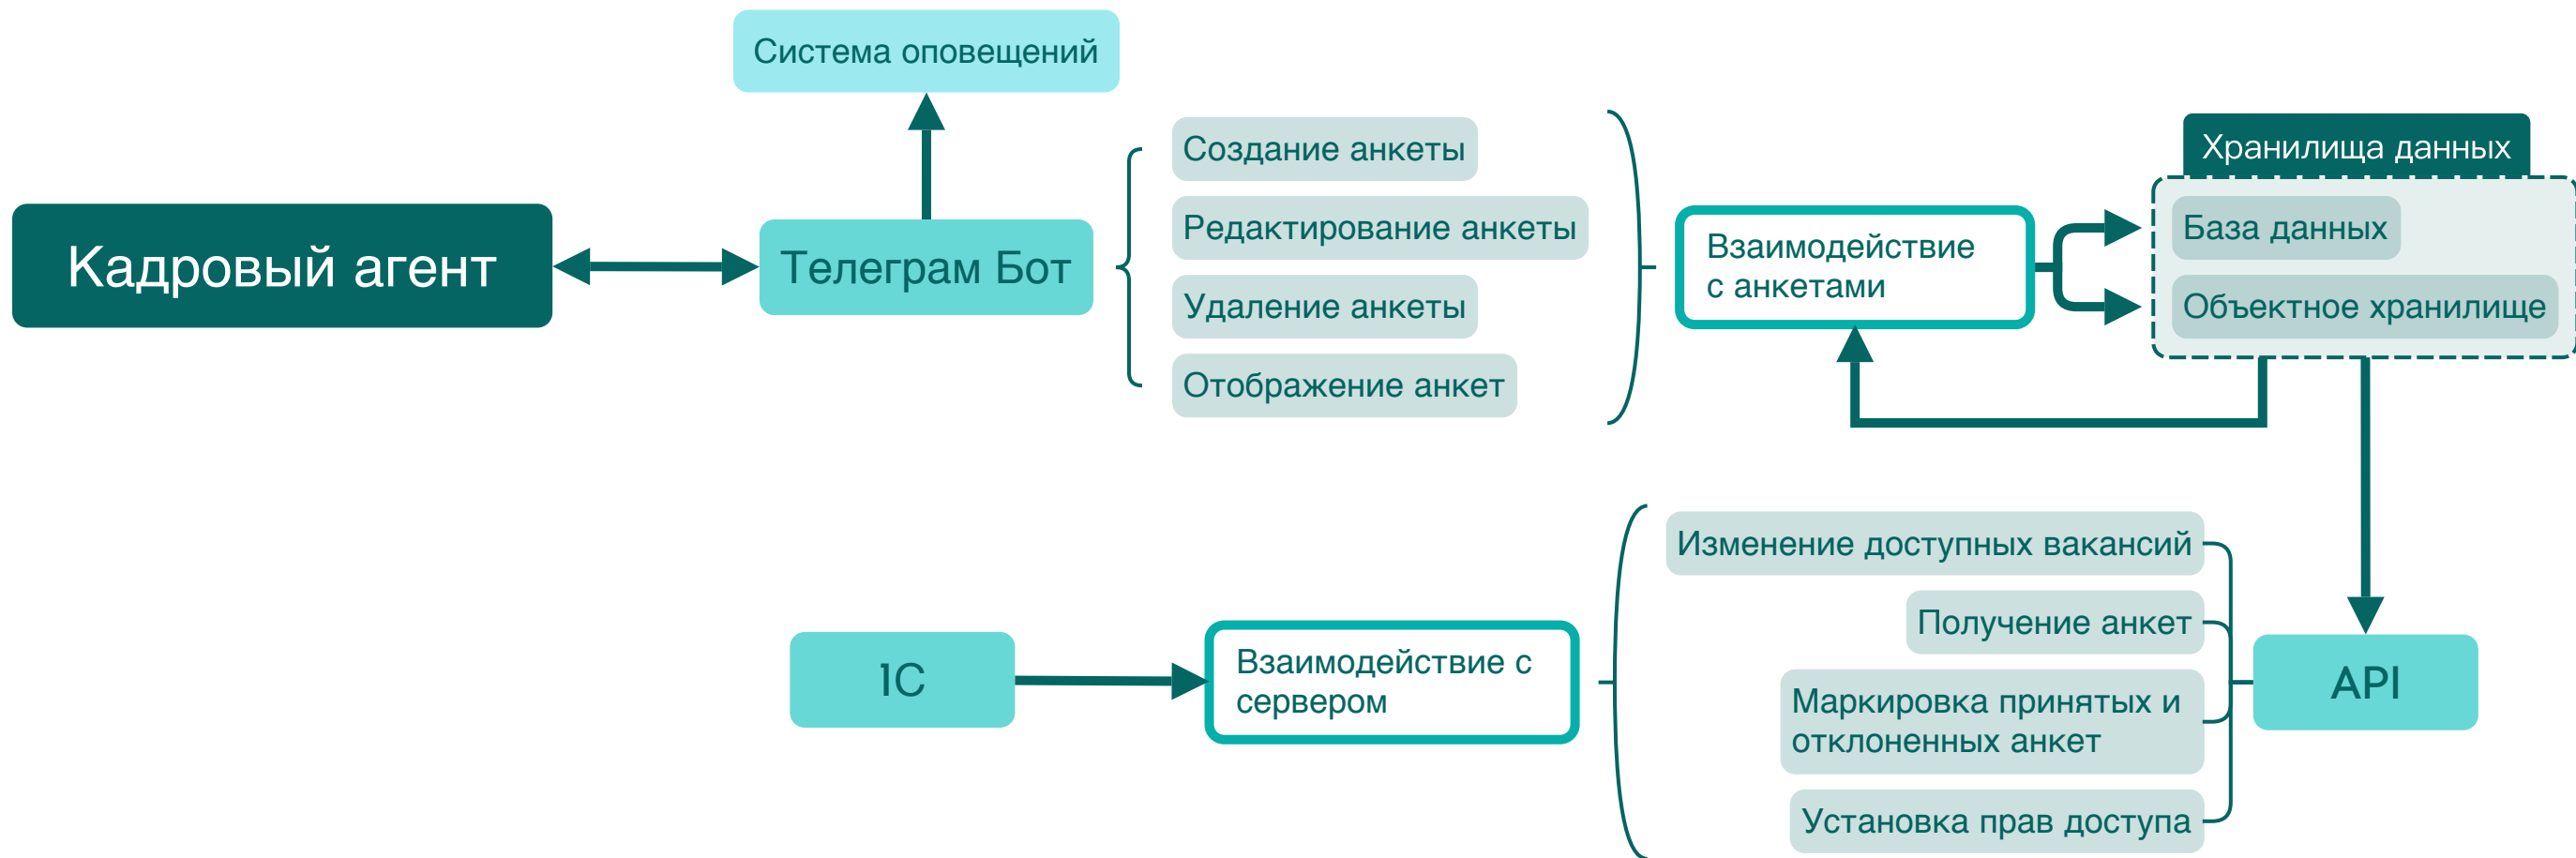 Система оповещений
Кадровый агент
Телеграм Бот
Создание анкеты
Редактирование анкеты
Удаление анкеты
Отображение анкет
Взаимодействие
с анкетами
Хранилища данных
База данных
Объектное хранилище
1С
Взаимодействие с
сервером
Изменение доступных вакансий
Получение анкет
Маркировка принятых и
отклоненных анкет
Установка прав доступа
API